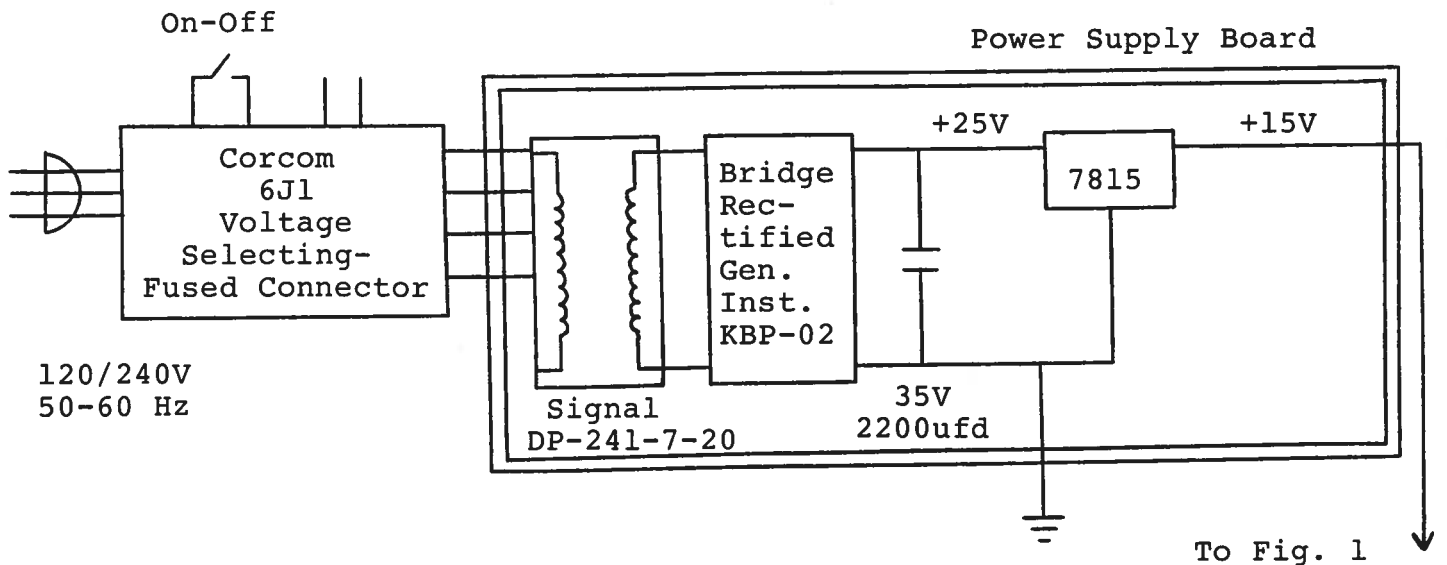 On-Off
Power Supply Board
Corcom
6J1
Voltage
Selecting-
Fused Connector
120/240V
50-60 Hz
Signal
DP-241-7-20
Bridge
Rec-
tified
Gen.
Inst.
KBP-02
+25V
35V
2200ufd
7815
+15V
To Fig. 1